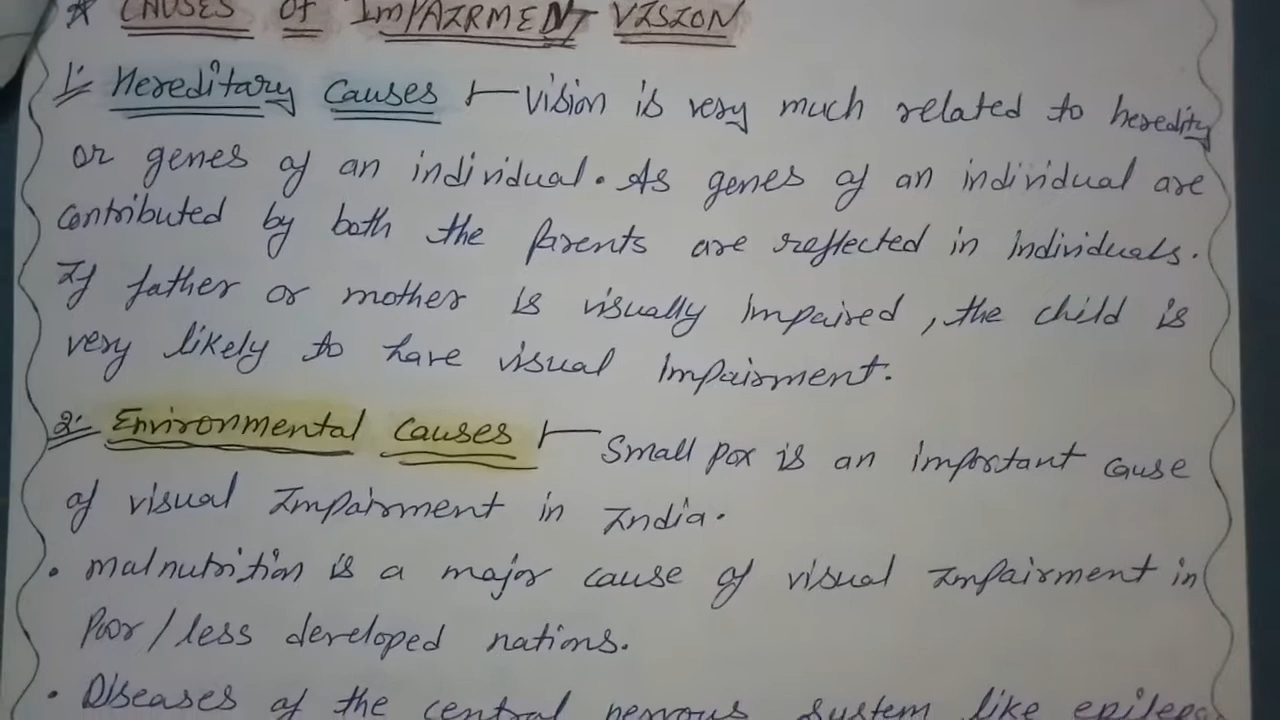 * CAUSES OF IMPAIRMENT VISION
1. Hereditary Causes :- Vision is very much related to heredity
or genes of an individual. As genes of an individual are
contributed by both the parents are reflected in individuals.
If father or mother is visually impaired, the child is
very likely to have visual impairment.
2. Environmental causes :- Small pox is an important cause
of visual Impairment in India.
• malnutrition is a major cause of visual Impairment in
Poor/less developed nations.
• Diseases of the central nervous system like